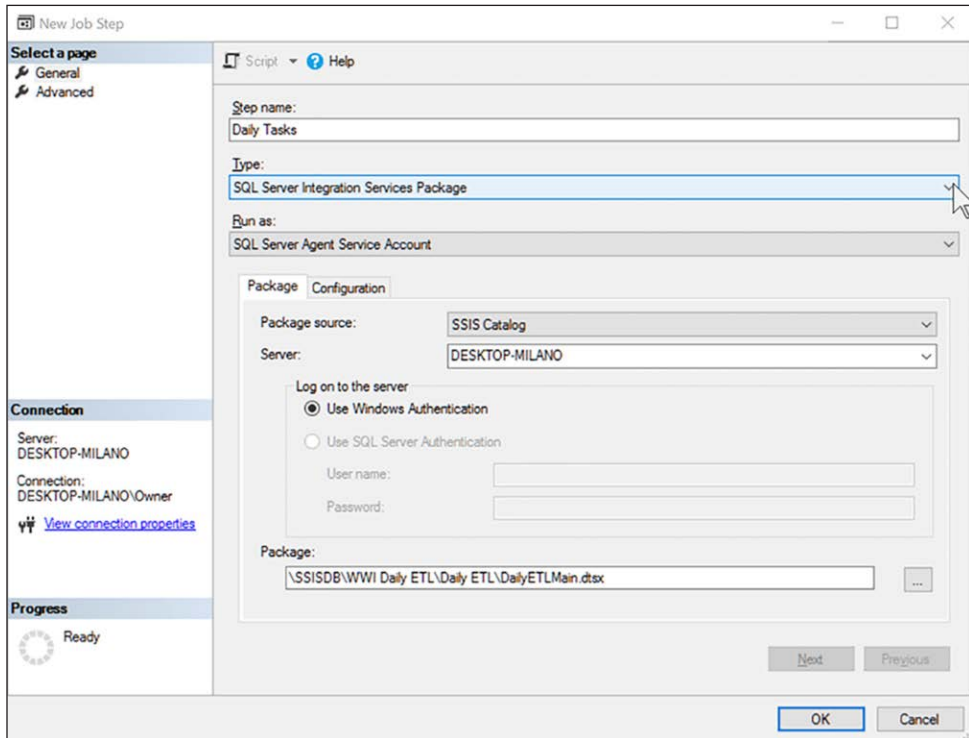 New Job Step
Select a page
General
Advanced
Script
Help
Step name:
Daily Tasks
Type:
SQL Server Integration Services Package
Run as:
SQL Server Agent Service Account
Package
Configuration
Package source:
SSIS Catalog
Server:
DESKTOP-MILANO
Log on to the server
Use Windows Authentication
Use SQL Server Authentication
User name:
Password:
Package:
\SSISDB\WWI Daily ETL\Daily ETL\DailyETLMain.dtsx
...
Connection
Server:
DESKTOP-MILANO
Connection:
DESKTOP-MILANO\Owner
View connection properties
Progress
Ready
Next
Previous
OK
Cancel